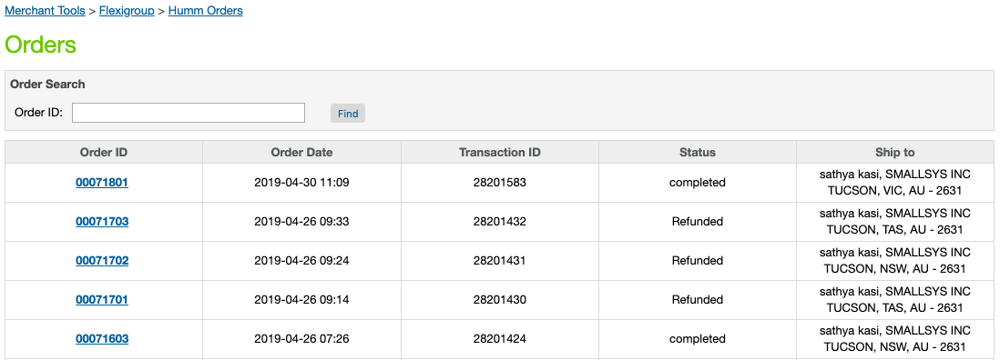 Merchant Tools > Flexigroup > Humm Orders
Orders
Order Search
Order ID:
Find
Order ID Order Date Transaction ID Status Ship to
00071801 2019-04-30 11:09 28201583 completed sathya kasi, SMALLSYS INC
TUCSON, VIC, AU - 2631
00071703 2019-04-26 09:33 28201432 Refunded sathya kasi, SMALLSYS INC
TUCSON, TAS, AU - 2631
00071702 2019-04-26 09:24 28201431 Refunded sathya kasi, SMALLSYS INC
TUCSON, NSW, AU - 2631
00071701 2019-04-26 09:14 28201430 Refunded sathya kasi, SMALLSYS INC
TUCSON, TAS, AU - 2631
00071603 2019-04-26 07:26 28201424 completed sathya kasi, SMALLSYS INC
TUCSON, NSW, AU - 2631